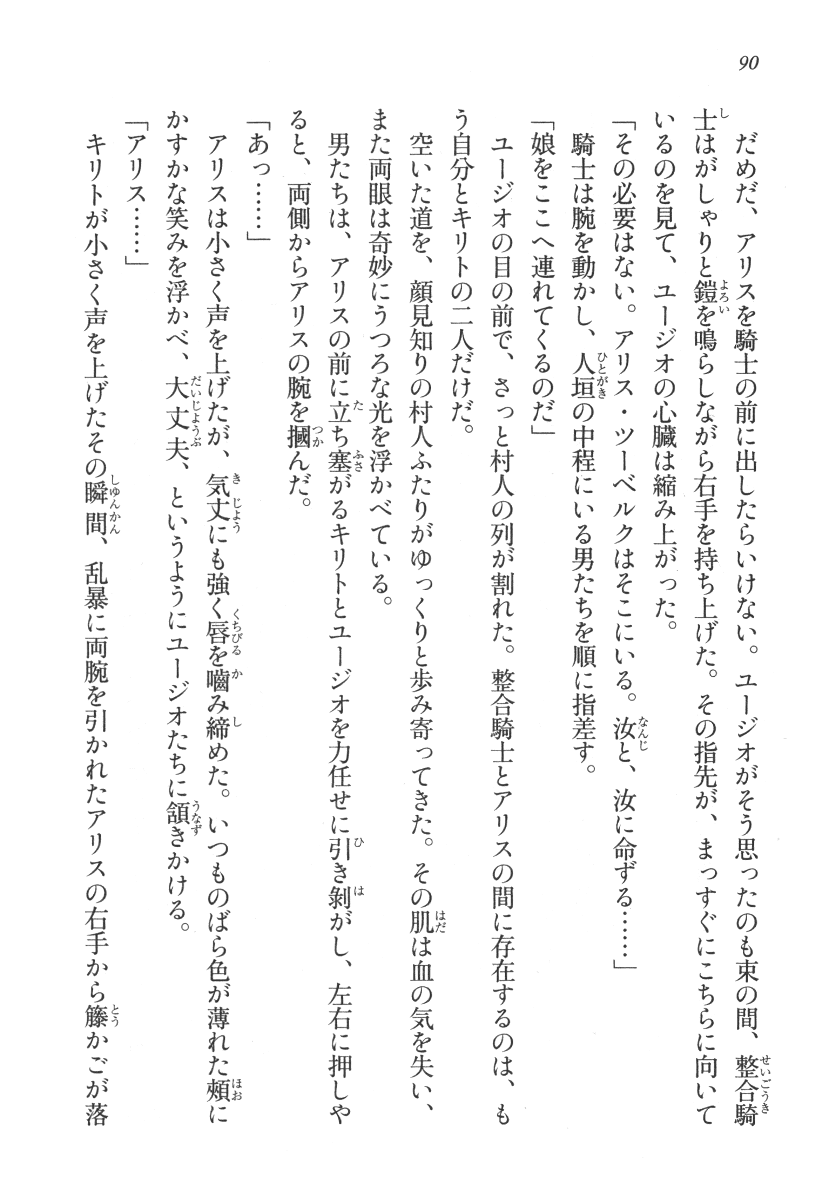 90
だめだ、アリスを騎士の前に出したらいけない。ユージオがそう思ったのも束の間、整合騎
士はがしゃりと鎧を鳴らしながら右手を持ち上げた。その指先が、まっすぐにこちらに向いて
いるのを見て、ユージオの心臓は縮み上がった。
「その必要はない。アリス・ツーベルクはそこにいる。汝と、汝に命ずる……」
騎士は腕を動かし、人垣の中程にいる男たちを順に指差す。
「娘をここへ連れてくるのだ」
ユージオの目の前で、さっと村人の列が割れた。整合騎士とアリスの間に存在するのは、も
う自分とキリトの二人だけだ。
空いた道を、顔見知りの村人ふたりがゆっくりと歩み寄ってきた。その肌は血の気を失い、
また両眼は奇妙にうつろな光を浮かべている。
男たちは、アリスの前に立ち塞がるキリトとユージオを力任せに引き剝がし、左右に押しや
ると、両側からアリスの腕を摑んだ。
「あっ……」
アリスは小さく声を上げたが、気丈にも強く唇を嚙み締めた。いつものばら色が薄れた頰に
かすかな笑みを浮かべ、大丈夫、というようにユージオたちに頷きかける。
「アリス……」
キリトが小さく声を上げたその瞬間、乱暴に両腕を引かれたアリスの右手から籐かごが落